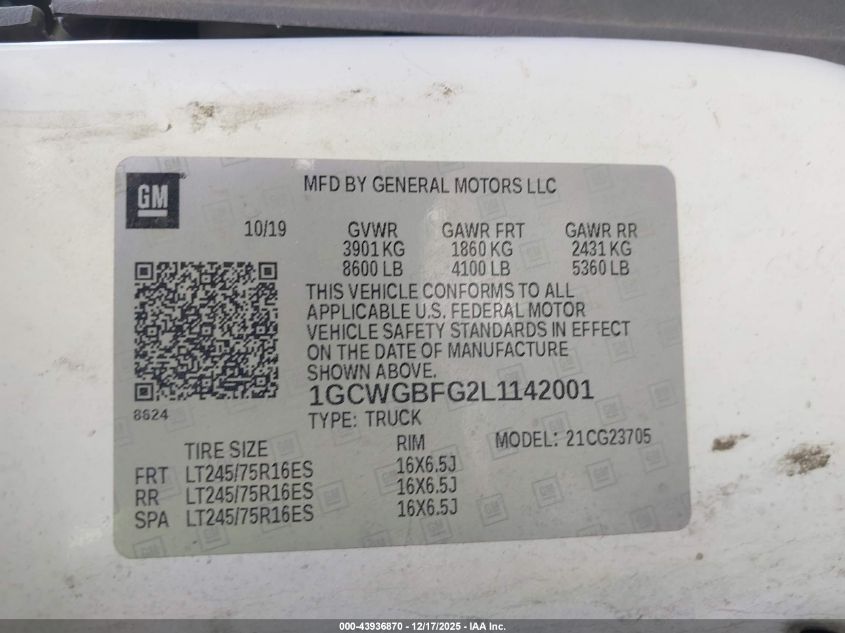 GM
MFD BY GENERAL MOTORS LLC
10/19 GVWR GAWR FRT GAWR RR
3901 KG 1860 KG 2431 KG
8600 LB 4100 LB 5360 LB
THIS VEHICLE CONFORMS TO ALL
APPLICABLE U.S. FEDERAL MOTOR
VEHICLE SAFETY STANDARDS IN EFFECT
ON THE DATE OF MANUFACTURE
SHOWN ABOVE.
1GCWGBFG2L1142001
8624
TYPE: TRUCK
TIRE SIZE RIM MODEL: 21CG23705
FRT LT245/75R16ES 16X6.5J
RR LT245/75R16ES 16X6.5J
SPA LT245/75R16ES 16X6.5J
000-43936870 - 12/17/2025 - IAA Inc.